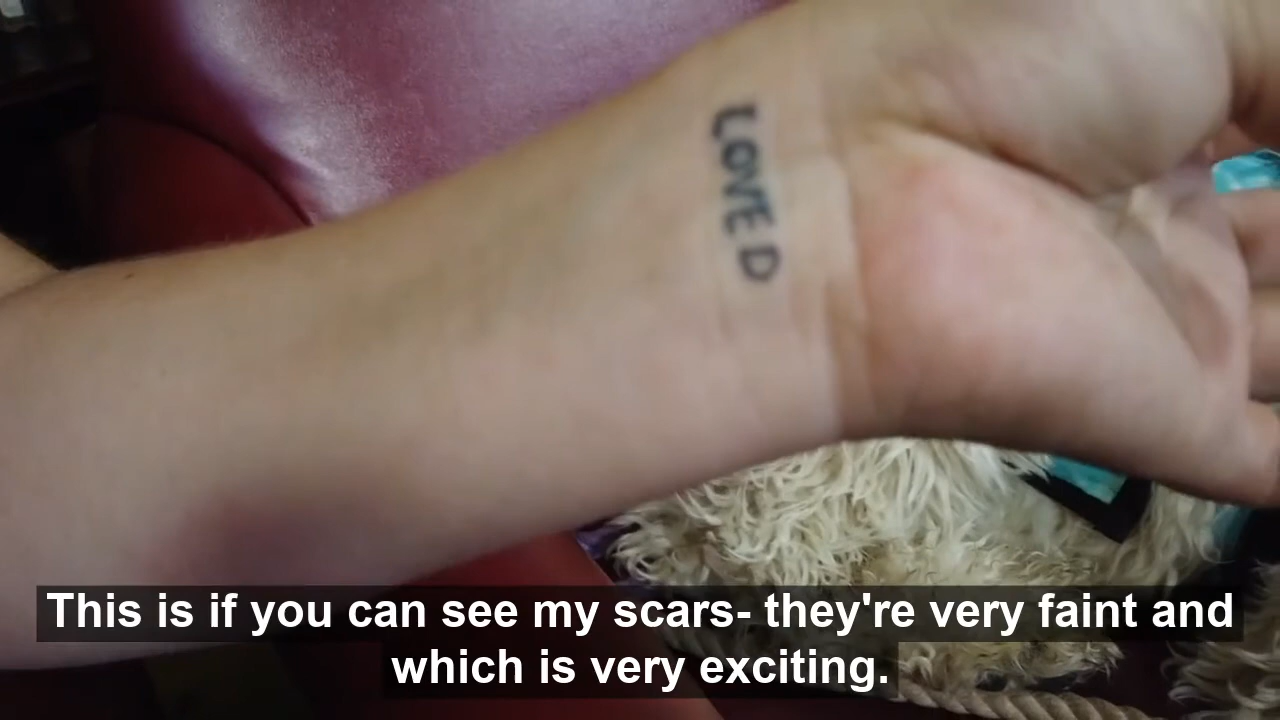 LOVED
This is if you can see my scars- they're very faint and
which is very exciting.